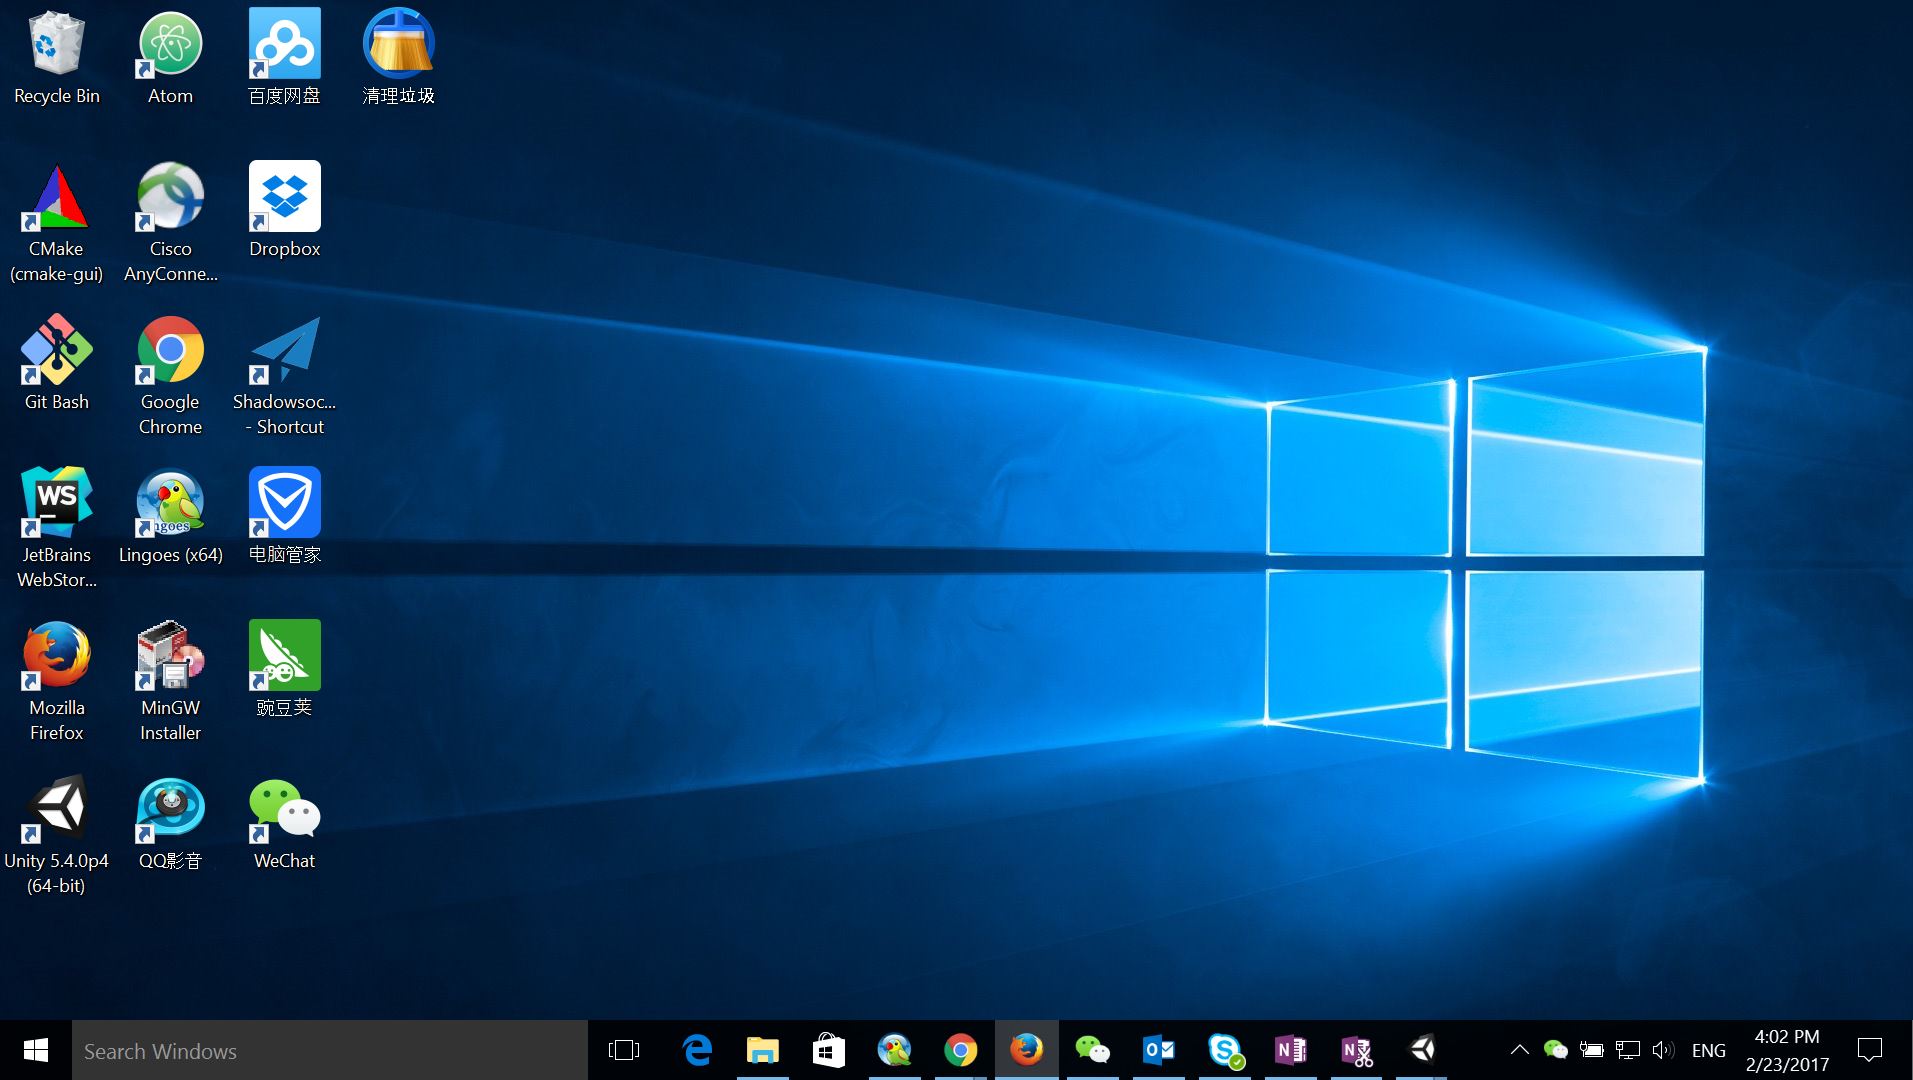 Recycle Bin
Atom
百度网盘
清理垃圾
CMake
(cmake-gui)
Cisco
AnyConne...
Dropbox
Git Bash
Google
Chrome
Shadowsoc...
- Shortcut
WS
JetBrains
WebStor...
ingoes
Lingoes (x64)
电脑管家
Mozilla
Firefox
MinGW
Installer
豌豆荚
Unity 5.4.0p4
(64-bit)
QQ影音
WeChat
Search Windows
ENG
4:02 PM
2/23/2017